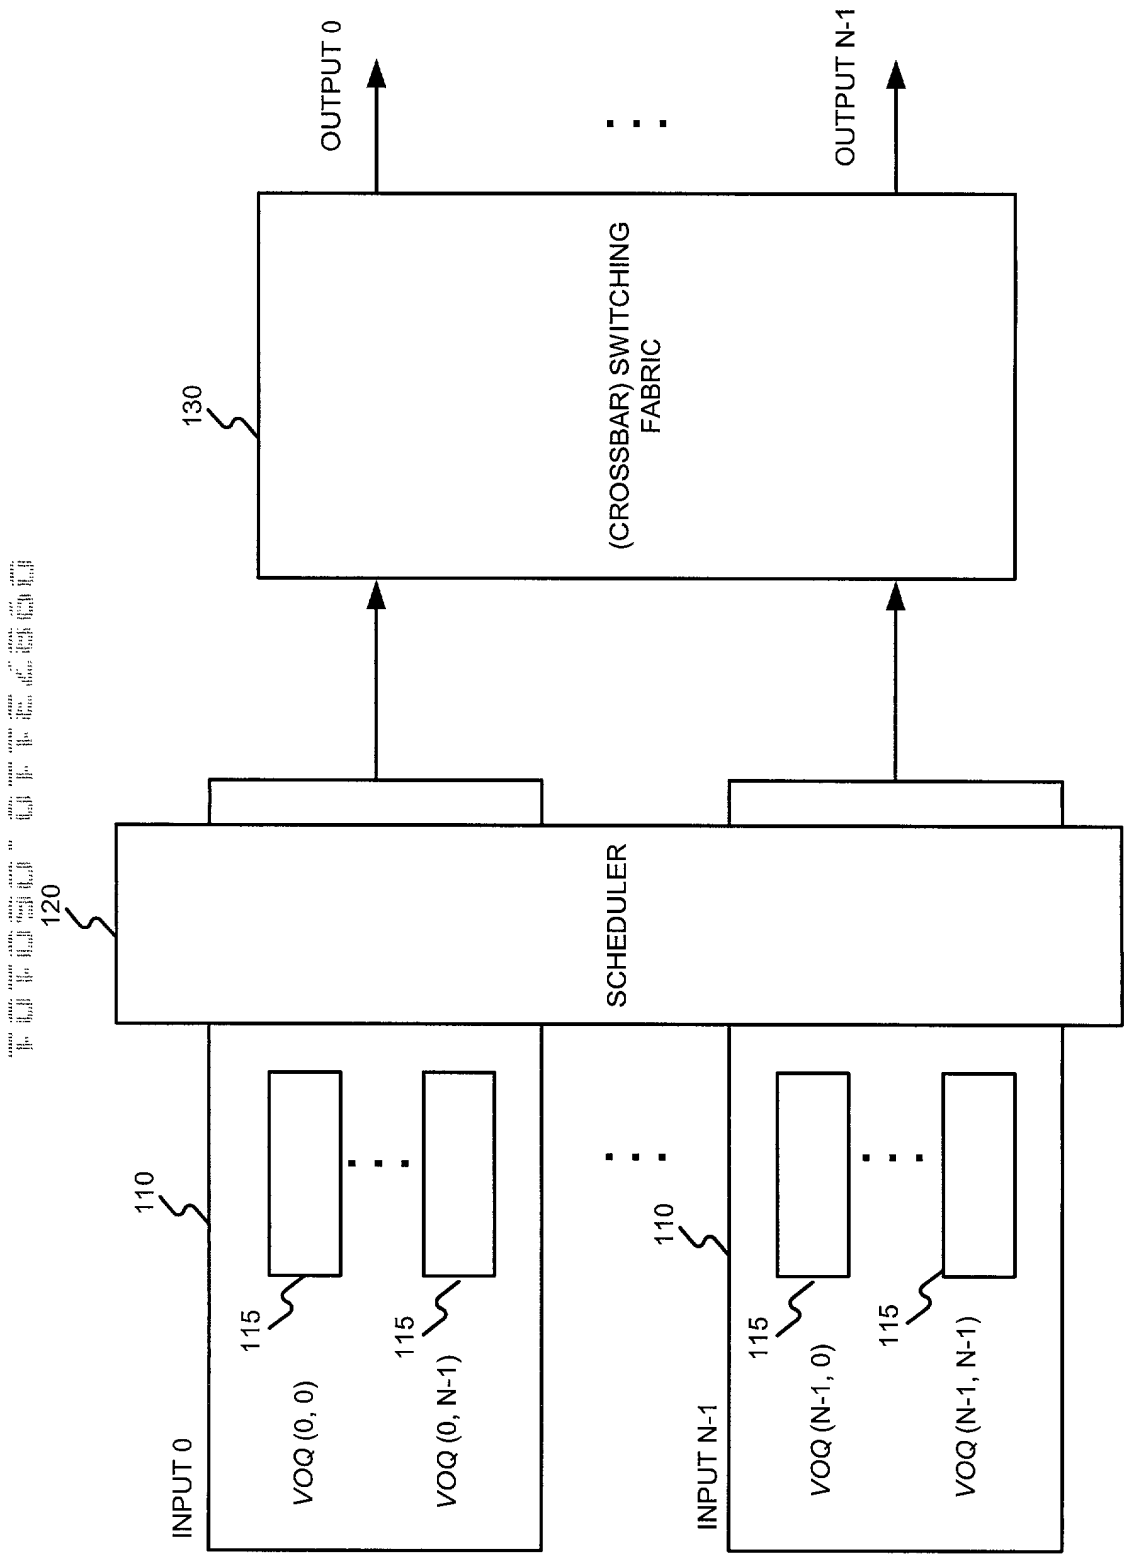 INPUT 0
110
VOQ (0, 0)
115
VOQ (0, N-1)
115
INPUT N-1
110
VOQ (N-1, 0)
115
VOQ (N-1, N-1)
115
120
SCHEDULER
130
(CROSSBAR) SWITCHING
FABRIC
OUTPUT 0
OUTPUT N-1